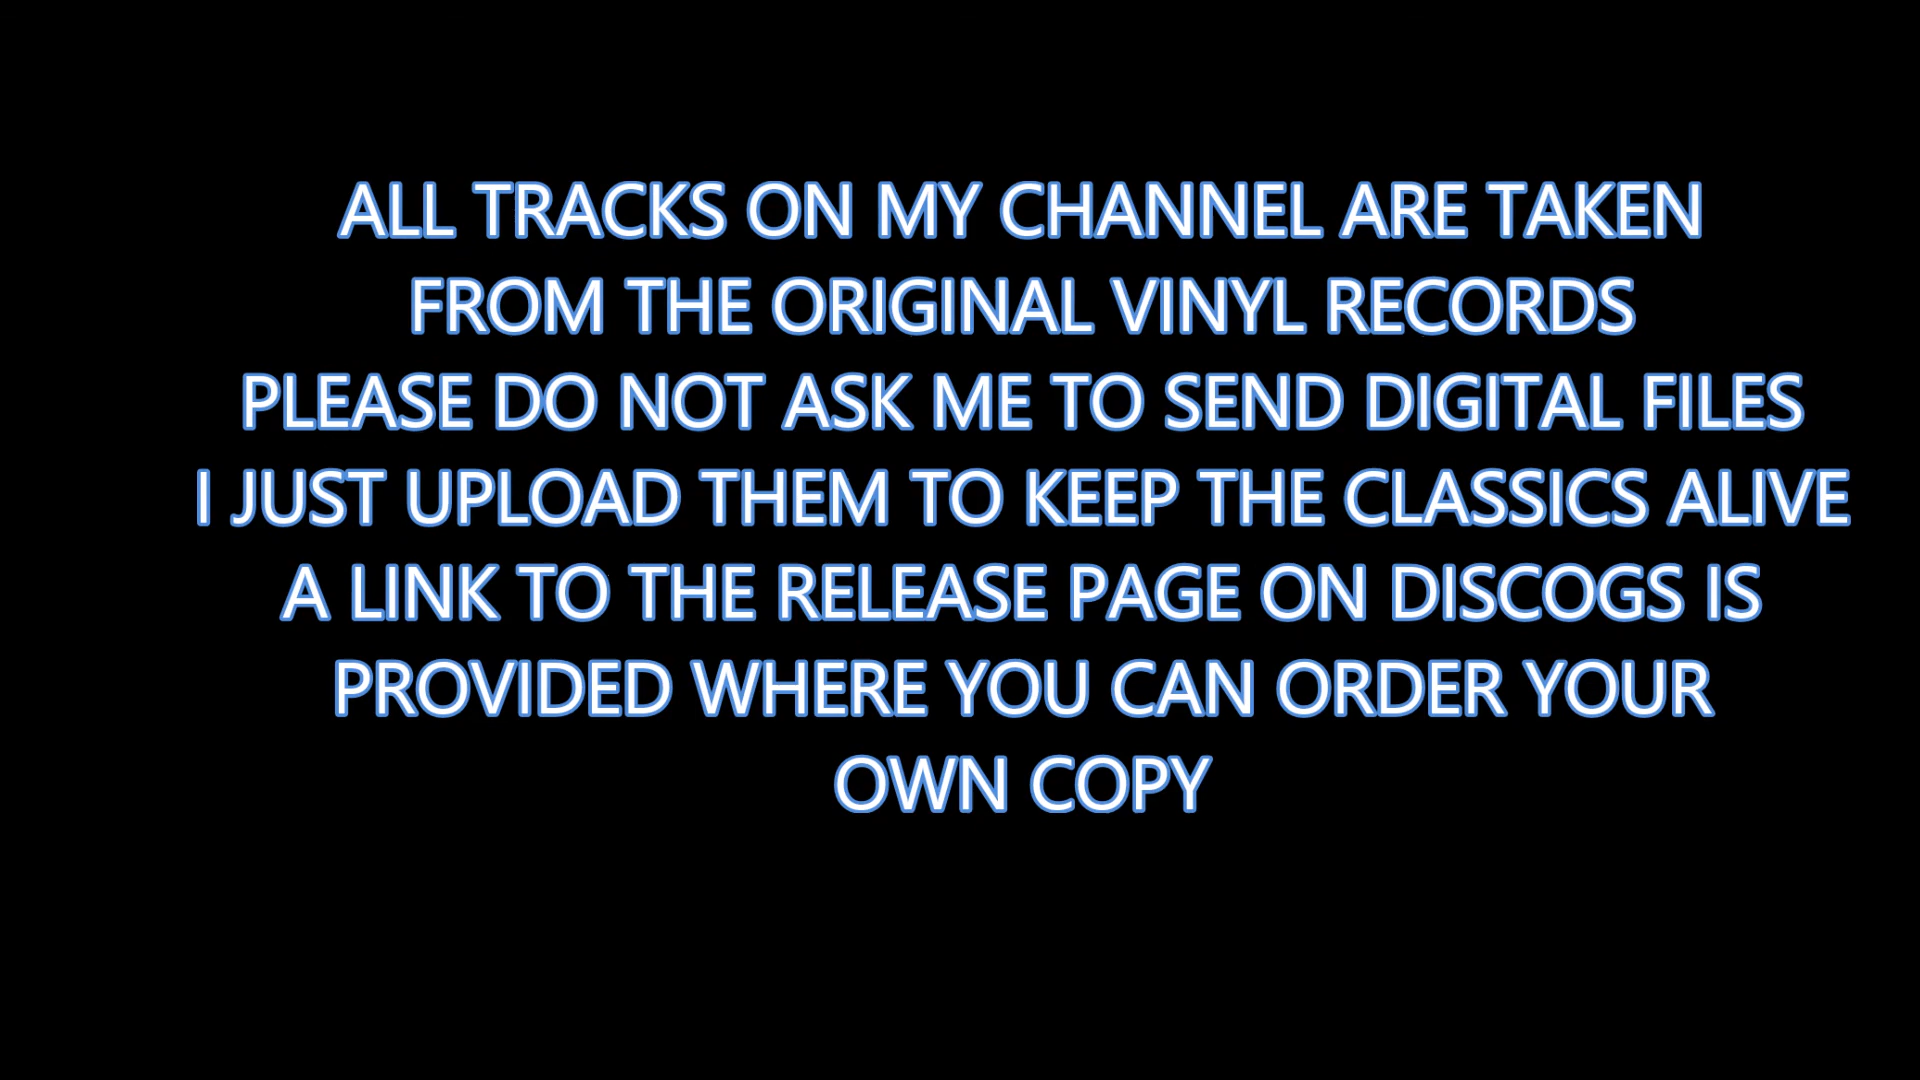 ALL TRACKS ON MY CHANNEL ARE TAKEN
FROM THE ORIGINAL VINYL RECORDS
PLEASE DO NOT ASK ME TO SEND DIGITAL FILES
I JUST UPLOAD THEM TO KEEP THE CLASSICS ALIVE
A LINK TO THE RELEASE PAGE ON DISCOGS IS
PROVIDED WHERE YOU CAN ORDER YOUR
OWN COPY